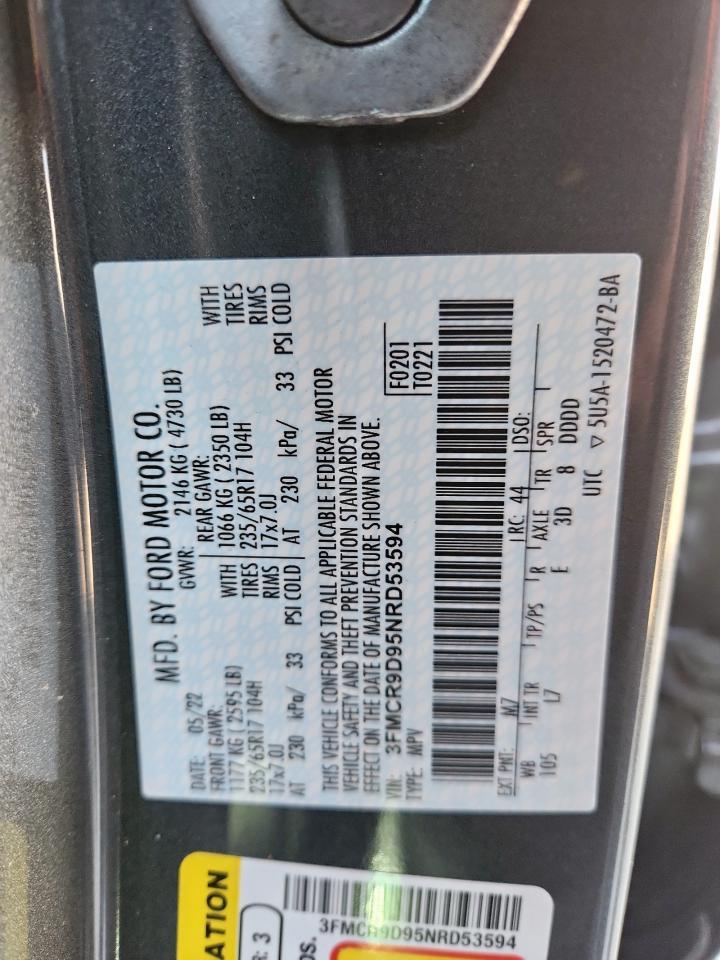 MFD. BY FORD MOTOR CO.
DATE: 05/22 GVWR: 2146 KG ( 4730 LB)
FRONT GAWR: REAR GAWR:
1177 KG ( 2595 LB) WITH 1066 KG ( 2350 LB) WITH
235/65R17 104H TIRES 235/65R17 104H TIRES
17x7.0J RIMS 17x7.0J RIMS
AT 230 kPa/ 33 PSI COLD AT 230 kPa/ 33 PSI COLD
THIS VEHICLE CONFORMS TO ALL APPLICABLE FEDERAL MOTOR
VEHICLE SAFETY AND THEFT PREVENTION STANDARDS IN
EFFECT ON THE DATE OF MANUFACTURE SHOWN ABOVE.
VIN: 3FMCR9D95NRD53594 F0201
TYPE: MPV T0221
EXT PNT: M7 RC: 44 DSO:
WB INT TR TP/PS R AXLE TR SPR
105 L7 E 3D 8 DDDD
UTC ▽ 5U5A-1520472-BA
ATION
R: 3
OS.
3FMCR9D95NRD53594